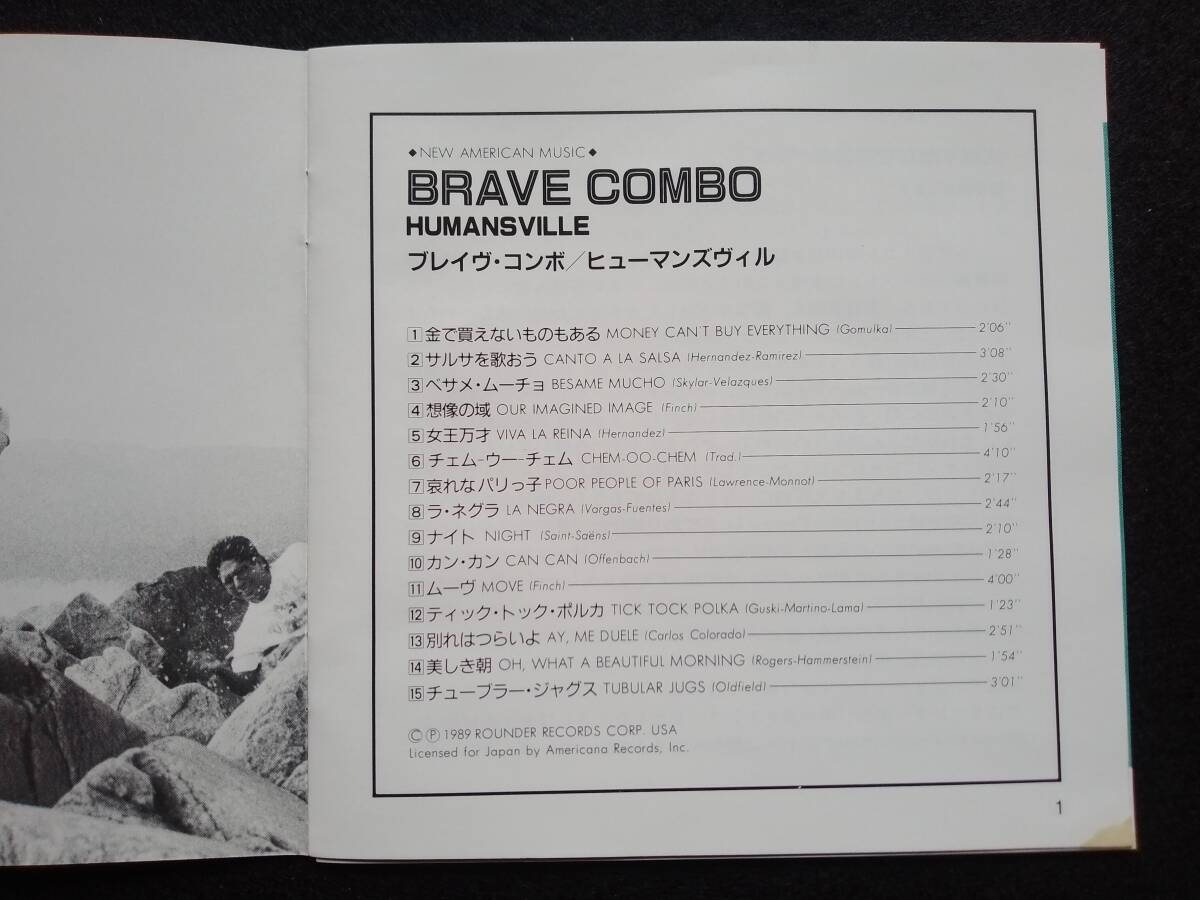 ◆NEW AMERICAN MUSIC◆
BRAVE COMBO
HUMANSVILLE
ブレイヴ・コンボ／ヒューマンズヴィル
1 金で買えないものもある MONEY CAN'T BUY EVERYTHING (Gomulka) 2'06''
2 サルサを歌おう CANTO A LA SALSA (Hernandez-Ramirez) 3'08''
3 ベサメ・ムーチョ BESAME MUCHO (Skylar-Velazques) 2'30''
4 想像の域 OUR IMAGINED IMAGE (Finch) 2'10''
5 女王万才 VIVA LA REINA (Hernandez) 1'56''
6 チェム-ウー-チェム CHEM-OO-CHEM (Trad.) 4'10''
7 哀れなパリっ子 POOR PEOPLE OF PARIS (Lawrence-Monnot) 2'17''
8 ラ・ネグラ LA NEGRA (Vargas-Fuentes) 2'44''
9 ナイト NIGHT (Saint-Saëns) 2'10''
10 カン・カン CAN CAN (Offenbach) 1'28''
11 ムーヴ MOVE (Finch) 4'00''
12 ティック・トック・ポルカ TICK TOCK POLKA (Guski-Martino-Lama) 1'23''
13 別れはつらいよ AY, ME DUELE (Carlos Colorado) 2'51''
14 美しき朝 OH, WHAT A BEAUTIFUL MORNING (Rogers-Hammerstein) 1'54''
15 チューブラー・ジャグス TUBULAR JUGS (Oldfield) 3'01''
©℗1989 ROUNDER RECORDS CORP. USA
Licensed for Japan by Americana Records, Inc.
1